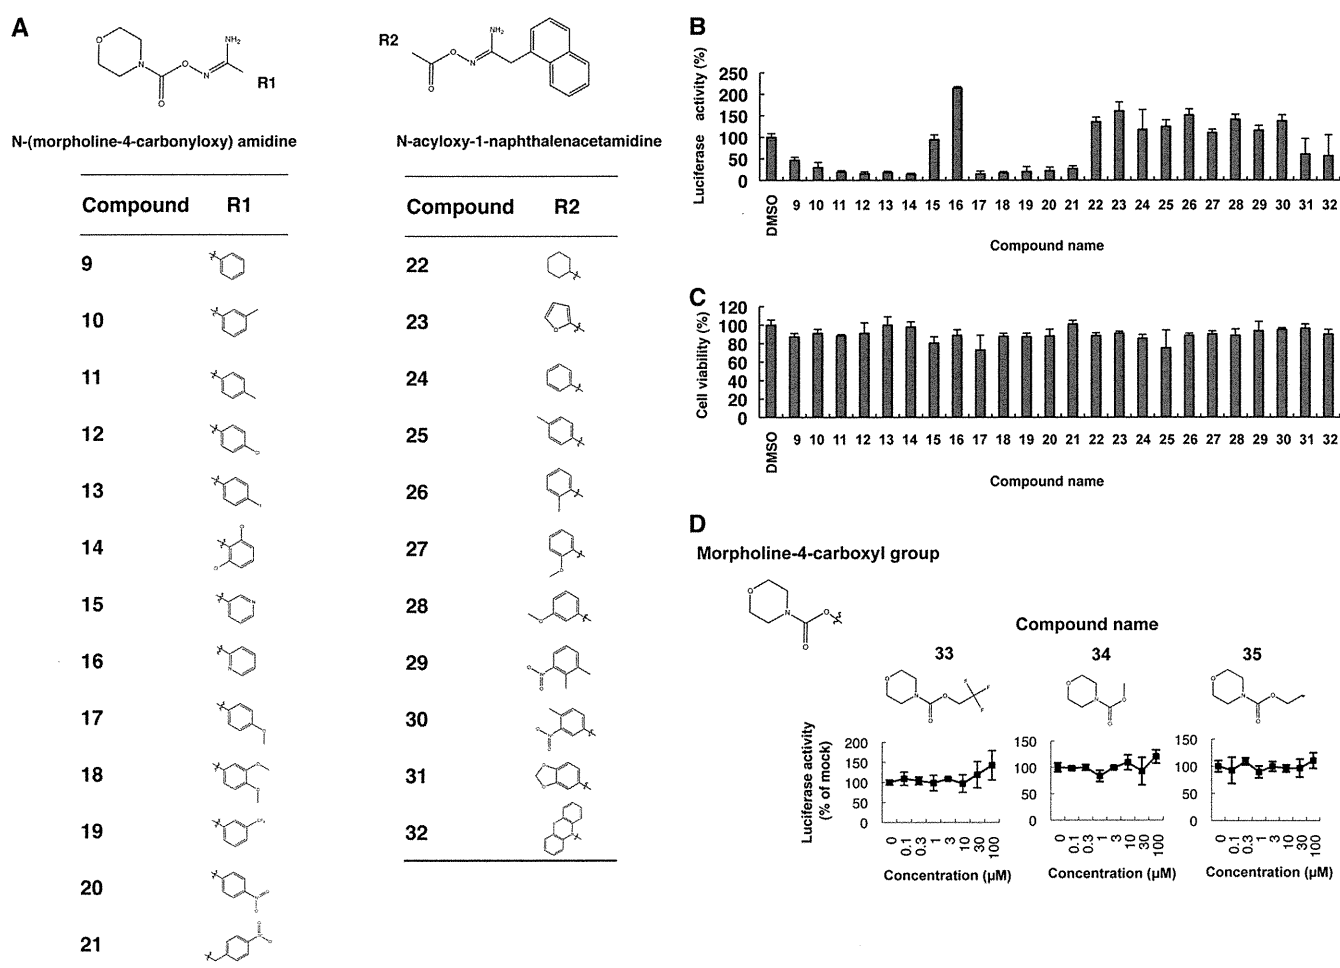 A
R1
N-(morpholine-4-carbonyloxy) amidine
Compound R1
9
10
11
12
13
14
15
16
17
18
19
20
21
R2
N-acyloxy-1-naphthalenacetamidine
Compound R2
22
23
24
25
26
27
28
29
30
31
32
B
Luciferase activity (%)
250
200
150
100
50
0
DMSO 9 10 11 12 13 14 15 16 17 18 19 20 21 22 23 24 25 26 27 28 29 30 31 32
Compound name
C
Cell viability (%)
120
100
80
60
40
20
0
DMSO 9 10 11 12 13 14 15 16 17 18 19 20 21 22 23 24 25 26 27 28 29 30 31 32
Compound name
D
Morpholine-4-carboxyl group
Compound name
33 34 35
Luciferase activity
(% of mock)
200
150
100
50
0
0 0.1 0.3 1 3 10 30 100
Concentration (µM)
150
100
50
0
0 0.1 0.3 1 3 10 30 100
Concentration (µM)
150
100
50
0
0 0.1 0.3 1 3 10 30 100
Concentration (µM)